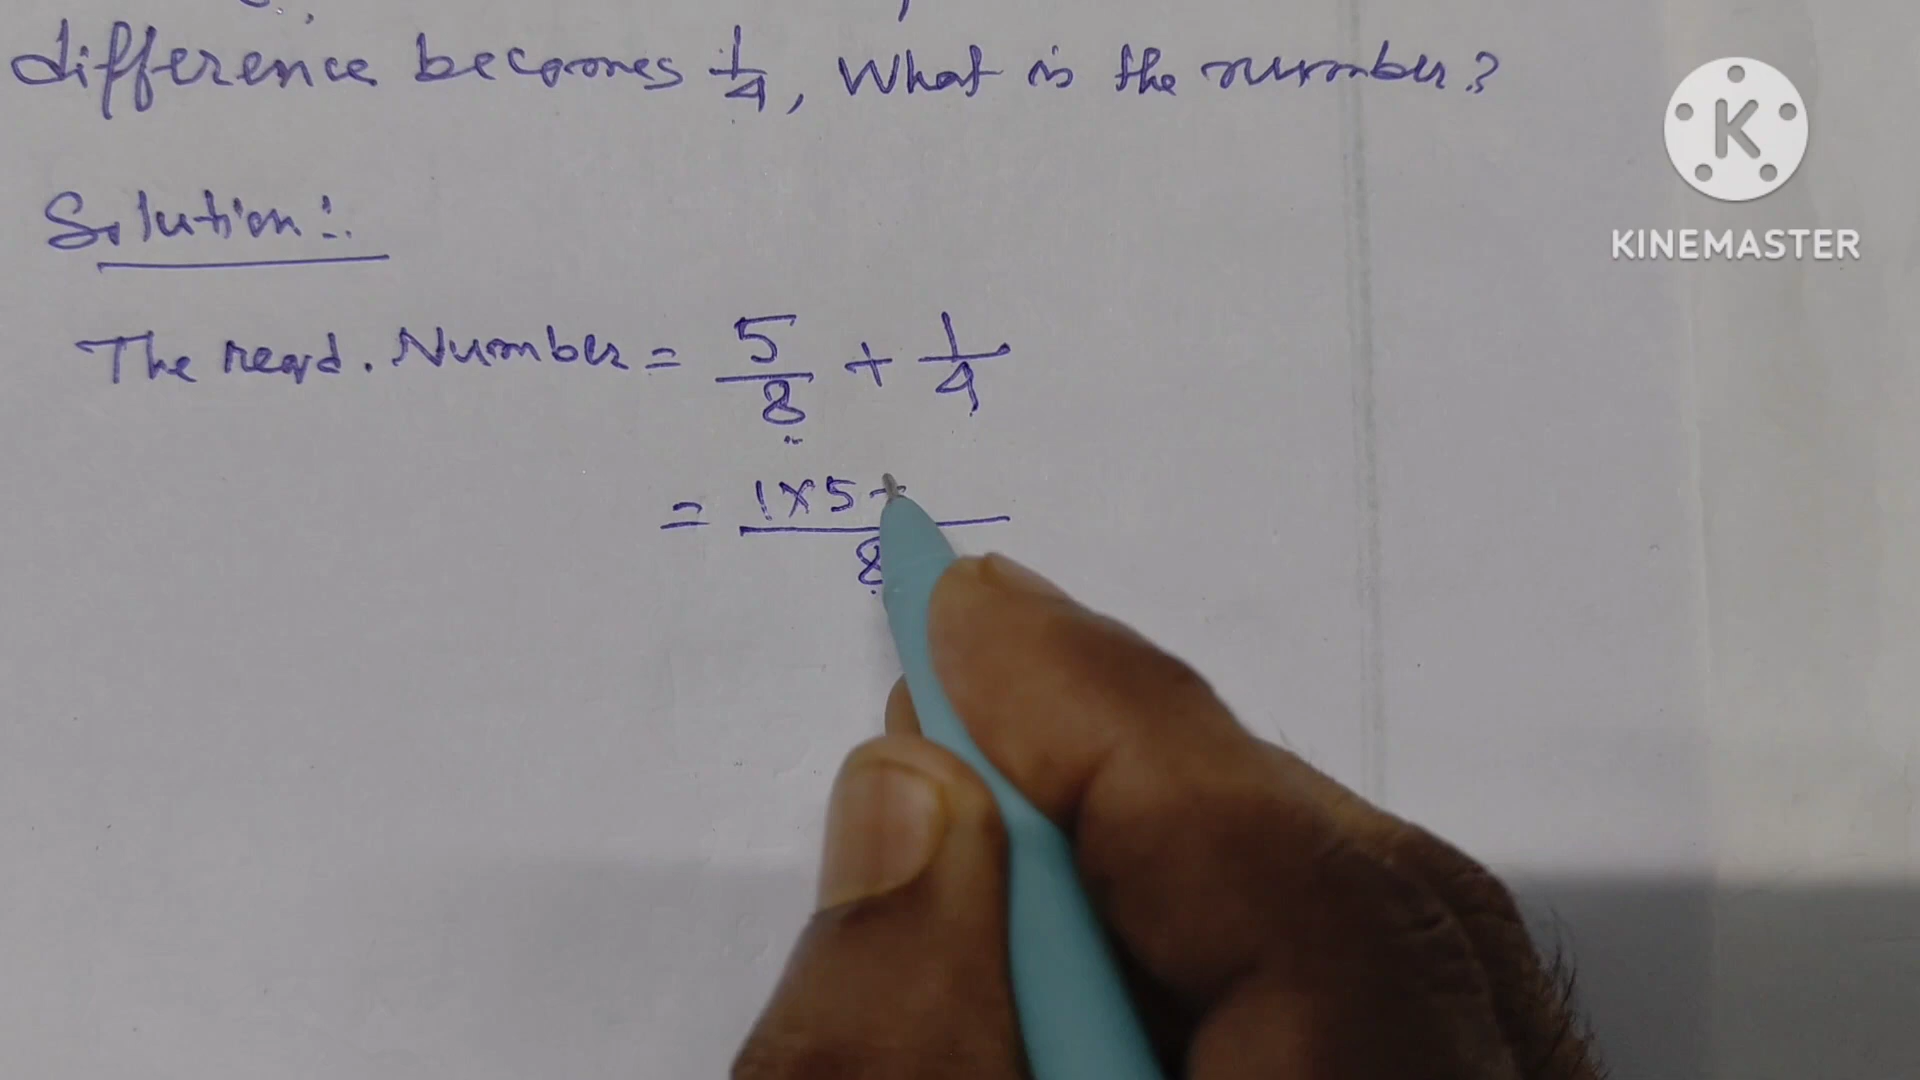 difference becomes 1/4, What is the number?
Solution:.
The reqd. Number = 5/8 + 1/4
= 1×5+ / 8
K
KINEMASTER